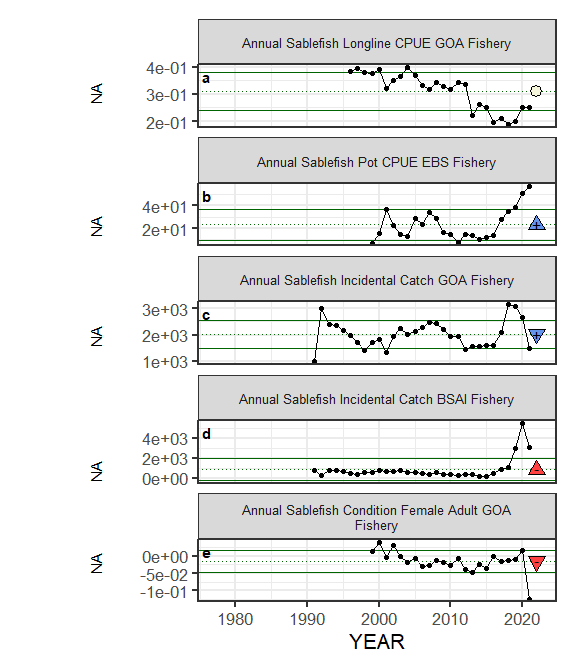 Annual Sablefish Longline CPUE GOA Fishery
4e-01
a
NA
3e-01
2e-01
Annual Sablefish Pot CPUE EBS Fishery
b
4e+01
NA
2e+01
+
Annual Sablefish Incidental Catch GOA Fishery
3e+03
c
NA
2e+03
+
1e+03
Annual Sablefish Incidental Catch BSAI Fishery
d
4e+03
NA
2e+03
-
0e+00
Annual Sablefish Condition Female Adult GOA
Fishery
e
0e+00
NA
-
-5e-02
-1e-01
1980 1990 2000 2010 2020
YEAR